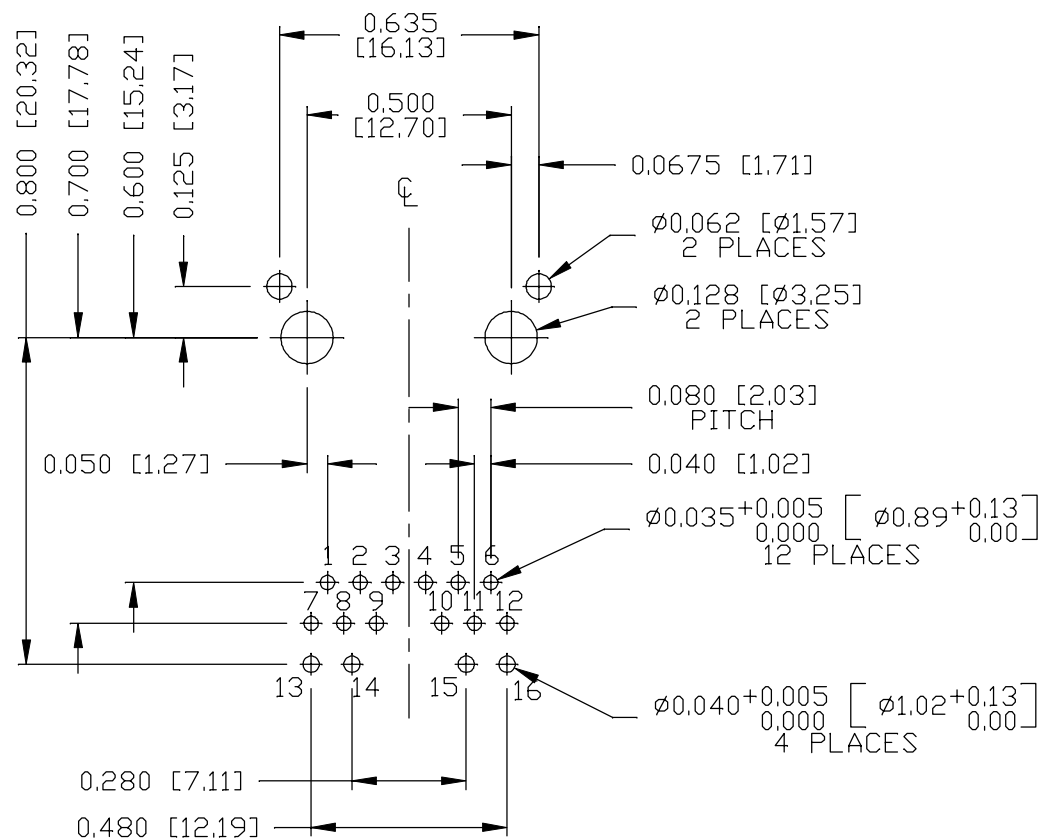 0.635
[16.13]
0.500
[12.70]
0.800 [20.32]
0.700 [17.78]
0.600 [15.24]
0.125 [3.17]
0.0675 [1.71]
℄
Ø0.062 [Ø1.57]
2 PLACES
Ø0.128 [Ø3.25]
2 PLACES
0.080 [2.03]
PITCH
0.050 [1.27]
0.040 [1.02]
Ø0.035 +0.005 0.000 [Ø0.89 +0.13 0.00]
12 PLACES
1 2 3 4 5 6
7 8 9 10 11 12
13 14 15 16
Ø0.040 +0.005 0.000 [Ø1.02 +0.13 0.00]
4 PLACES
0.280 [7.11]
0.480 [12.19]